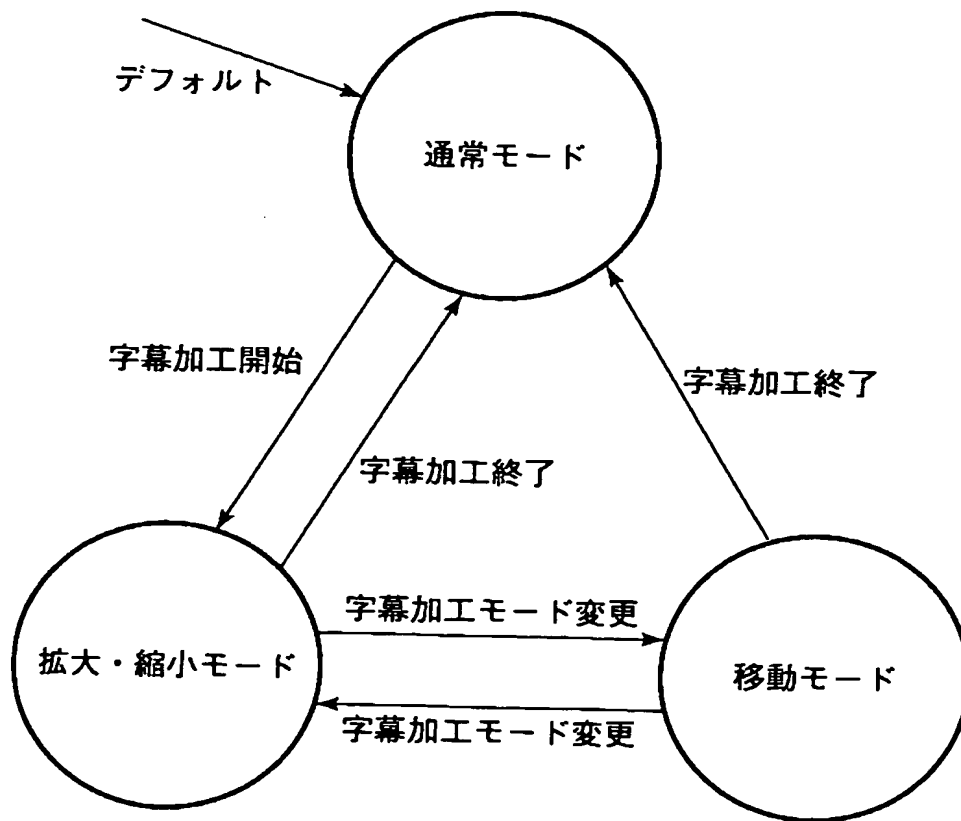 デフォルト
通常モード
字幕加工開始
字幕加工終了
字幕加工終了
字幕加工モード変更
拡大・縮小モード
移動モード
字幕加工モード変更